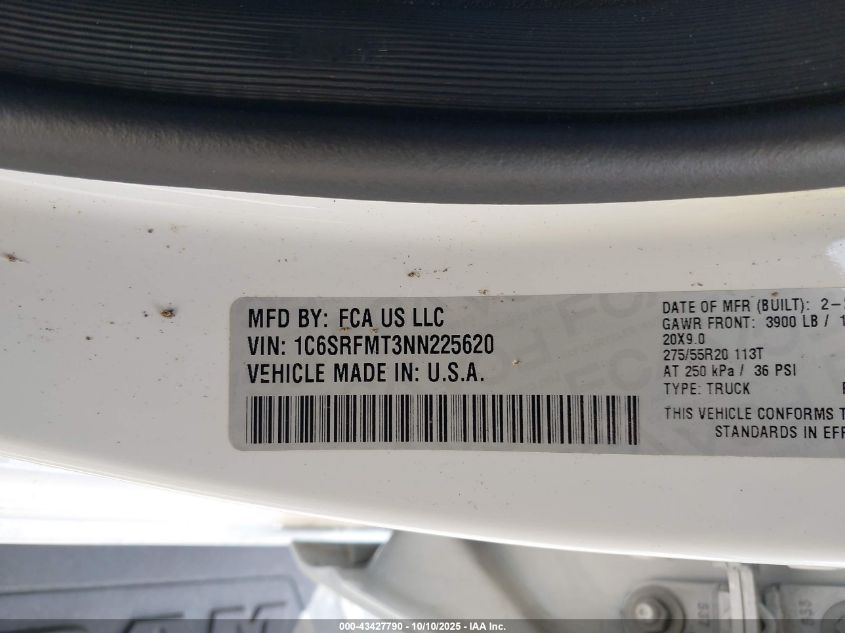 MFD BY: FCA US LLC
VIN: 1C6SRFMT3NN225620
VEHICLE MADE IN: U.S.A.
DATE OF MFR (BUILT): 2-
GAWR FRONT: 3900 LB / 1
20X9.0
275/55R20 113T
AT 250 kPa / 36 PSI
TYPE: TRUCK
THIS VEHICLE CONFORMS T
STANDARDS IN EFF
RAM
000-43427790 - 10/10/2025 - IAA Inc.